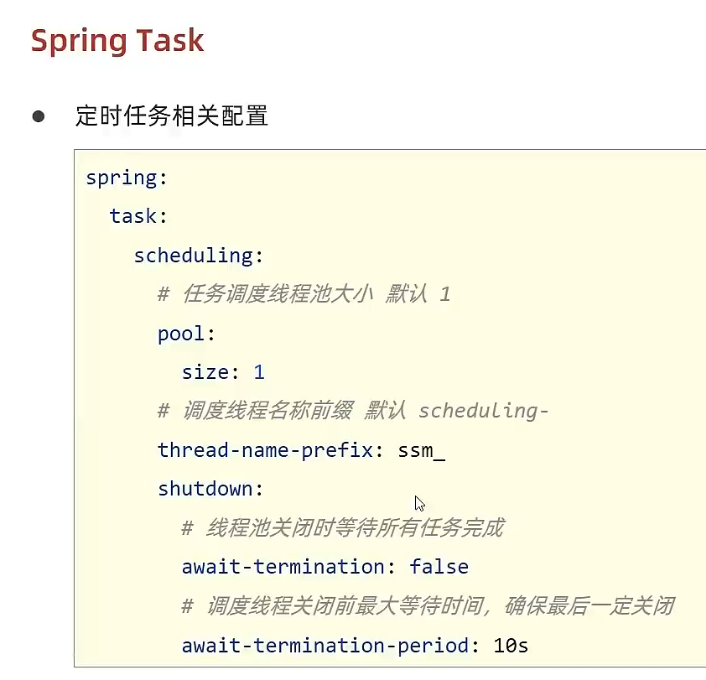 Spring Task
● 定时任务相关配置
spring:
  task:
    scheduling:
      # 任务调度线程池大小 默认 1
      pool:
        size: 1
      # 调度线程名称前缀 默认 scheduling-
      thread-name-prefix: ssm_
      shutdown:
        # 线程池关闭时等待所有任务完成
        await-termination: false
        # 调度线程关闭前最大等待时间，确保最后一定关闭
        await-termination-period: 10s